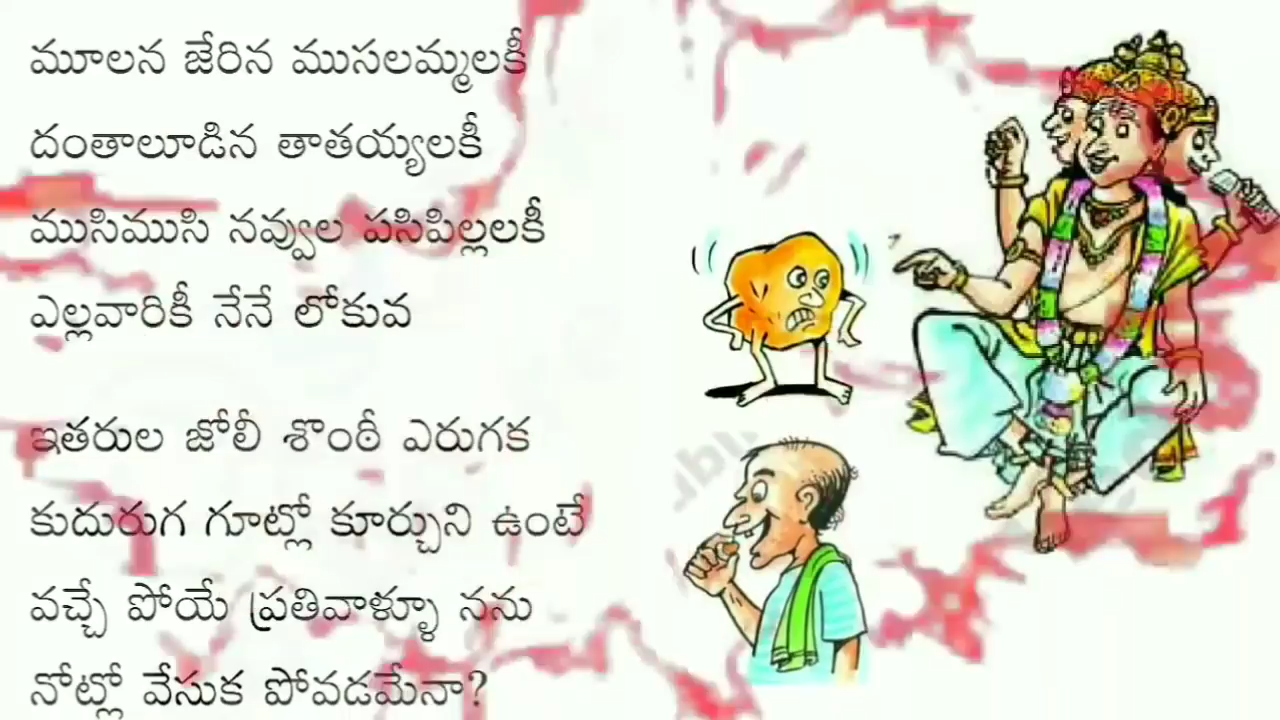 మూలన జేరిన ముసలమ్మలకీ
దంతాలూడిన తాతయ్యలకీ
ముసిముసి నవ్వుల పసిపిల్లలకీ
ఎల్లవారికీ నేనే లోకువ
ఇతరుల జోలీ శొంఠీ ఎరుగక
కుదురుగ గూట్లో కూర్చుని ఉంటే
వచ్చే పోయే ప్రతివాళ్ళూ నను
నోట్లో వేసుక పోవడమేనా?